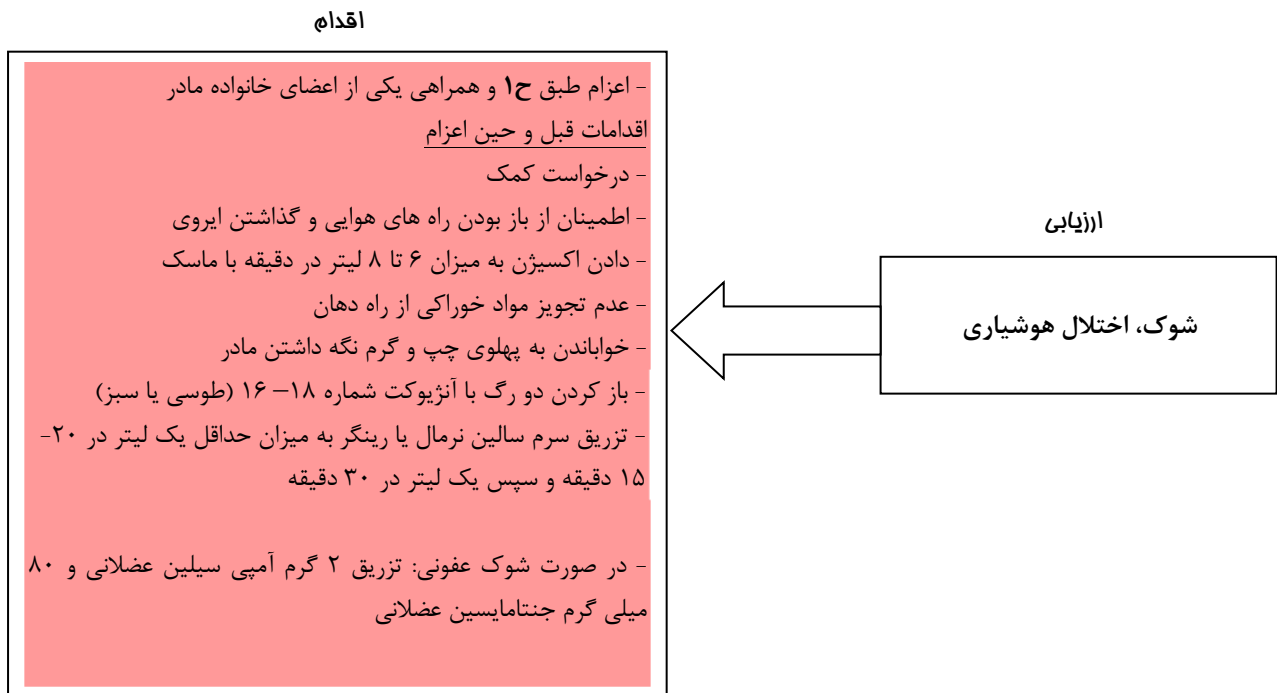 ارزیابی
شوک، اختلال هوشیاری
اقدام
- اعزام طبق ح۱ و همراهی یکی از اعضای خانواده مادر
اقدامات قبل و حین اعزام
- درخواست کمک
- اطمینان از باز بودن راه های هوایی و گذاشتن ایروی
- دادن اکسیژن به میزان ۶ تا ۸ لیتر در دقیقه با ماسک
- عدم تجویز مواد خوراکی از راه دهان
- خواباندن به پهلوی چپ و گرم نگه داشتن مادر
- باز کردن دو رگ با آنژیوکت شماره ۱۸– ۱۶ (طوسی یا سبز)
- تزریق سرم سالین نرمال یا رینگر به میزان حداقل یک لیتر در ۲۰-
۱۵ دقیقه و سپس یک لیتر در ۳۰ دقیقه
- در صورت شوک عفونی: تزریق ۲ گرم آمپی سیلین عضلانی و ۸۰
میلی گرم جنتامایسین عضلانی